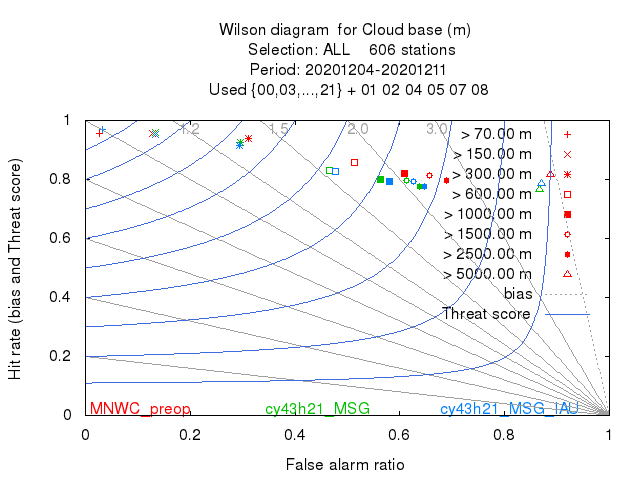 Wilson diagram for Cloud base (m)
Selection: ALL 606 stations
Period: 20201204-20201211
Used {00,03,...,21} + 01 02 04 05 07 08
Hit rate (bias and Threat score)
1
0.8
0.6
0.4
0.2
0
1.2
1.5
2.0
3.0
> 70.00 m
> 150.00 m
> 300.00 m
> 600.00 m
> 1000.00 m
> 1500.00 m
> 2500.00 m
> 5000.00 m
bias
Threat score
MNWC_preop
cy43h21_MSG
cy43h21_MSG_IAU
0
0.2
0.4
0.6
0.8
1
False alarm ratio